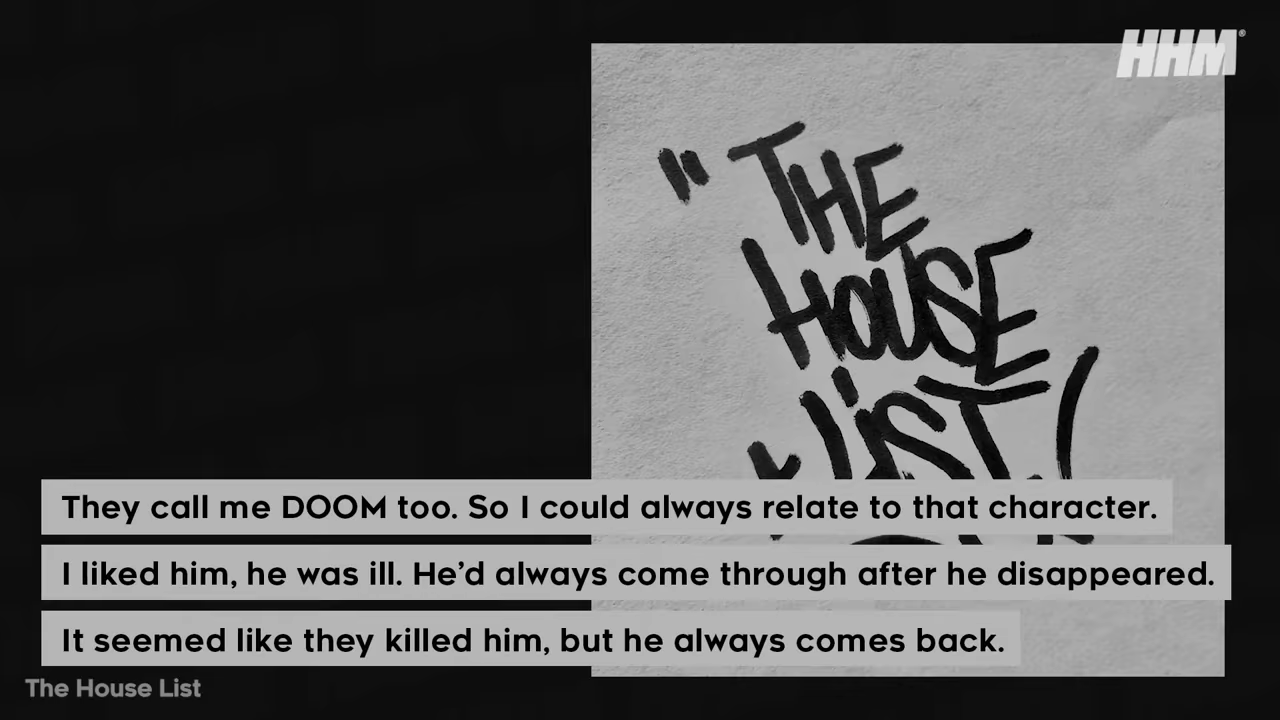 HHM®
"THE
HOUSE
LIST
They call me DOOM too. So I could always relate to that character.
I liked him, he was ill. He’d always come through after he disappeared.
It seemed like they killed him, but he always comes back.
The House List